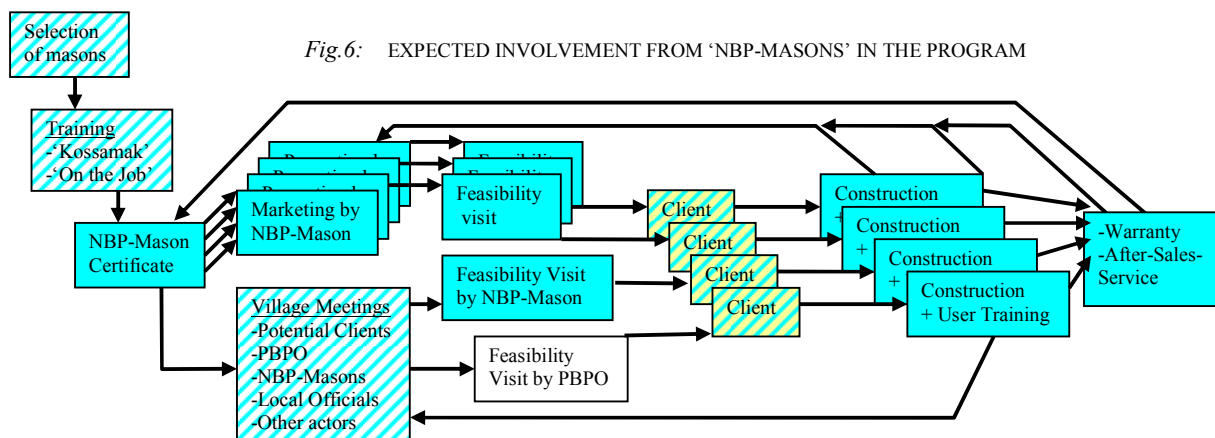 Selection
of masons
Fig.6: EXPECTED INVOLVEMENT FROM ‘NBP-MASONS’ IN THE PROGRAM
Training
-‘Kossamak’
-‘On the Job’
NBP-Mason
Certificate
Marketing by
NBP-Mason
Feasibility
Feasibility
Feasibility
visit
Client
Client
Client
Client
Construction
+
Construction
+
Construction
+
Construction
+ User Training
-Warranty
-After-Sales-
Service
Feasibility Visit
by NBP-Mason
Village Meetings
-Potential Clients
-PBPO
-NBP-Masons
-Local Officials
-Other actors
Feasibility
Visit by PBPO